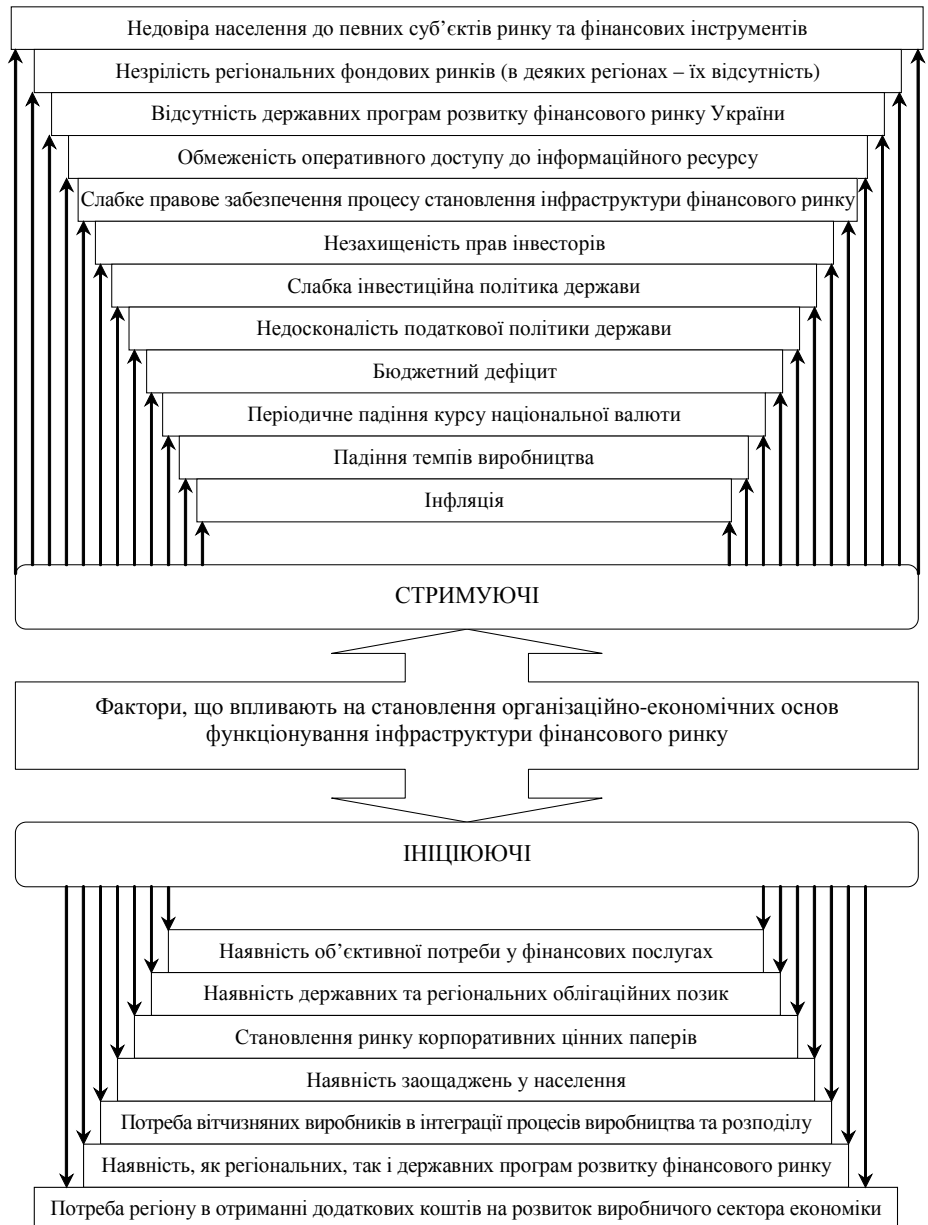 Недовіра населення до певних суб’єктів ринку та фінансових інструментів
Незрілість регіональних фондових ринків (в деяких регіонах – їх відсутність)
Відсутність державних програм розвитку фінансового ринку України
Обмеженість оперативного доступу до інформаційного ресурсу
Слабке правове забезпечення процесу становлення інфраструктури фінансового ринку
Незахищеність прав інвесторів
Слабка інвестиційна політика держави
Недосконалість податкової політики держави
Бюджетний дефіцит
Періодичне падіння курсу національної валюти
Падіння темпів виробництва
Інфляція
СТРИМУЮЧІ
Фактори, що впливають на становлення організаційно-економічних основ
функціонування інфраструктури фінансового ринку
ІНІЦІЮЮЧІ
Наявність об’єктивної потреби у фінансових послугах
Наявність державних та регіональних облігаційних позик
Становлення ринку корпоративних цінних паперів
Наявність заощаджень у населення
Потреба вітчизняних виробників в інтеграції процесів виробництва та розподілу
Наявність, як регіональних, так і державних програм розвитку фінансового ринку
Потреба регіону в отриманні додаткових коштів на розвиток виробничого сектора економіки